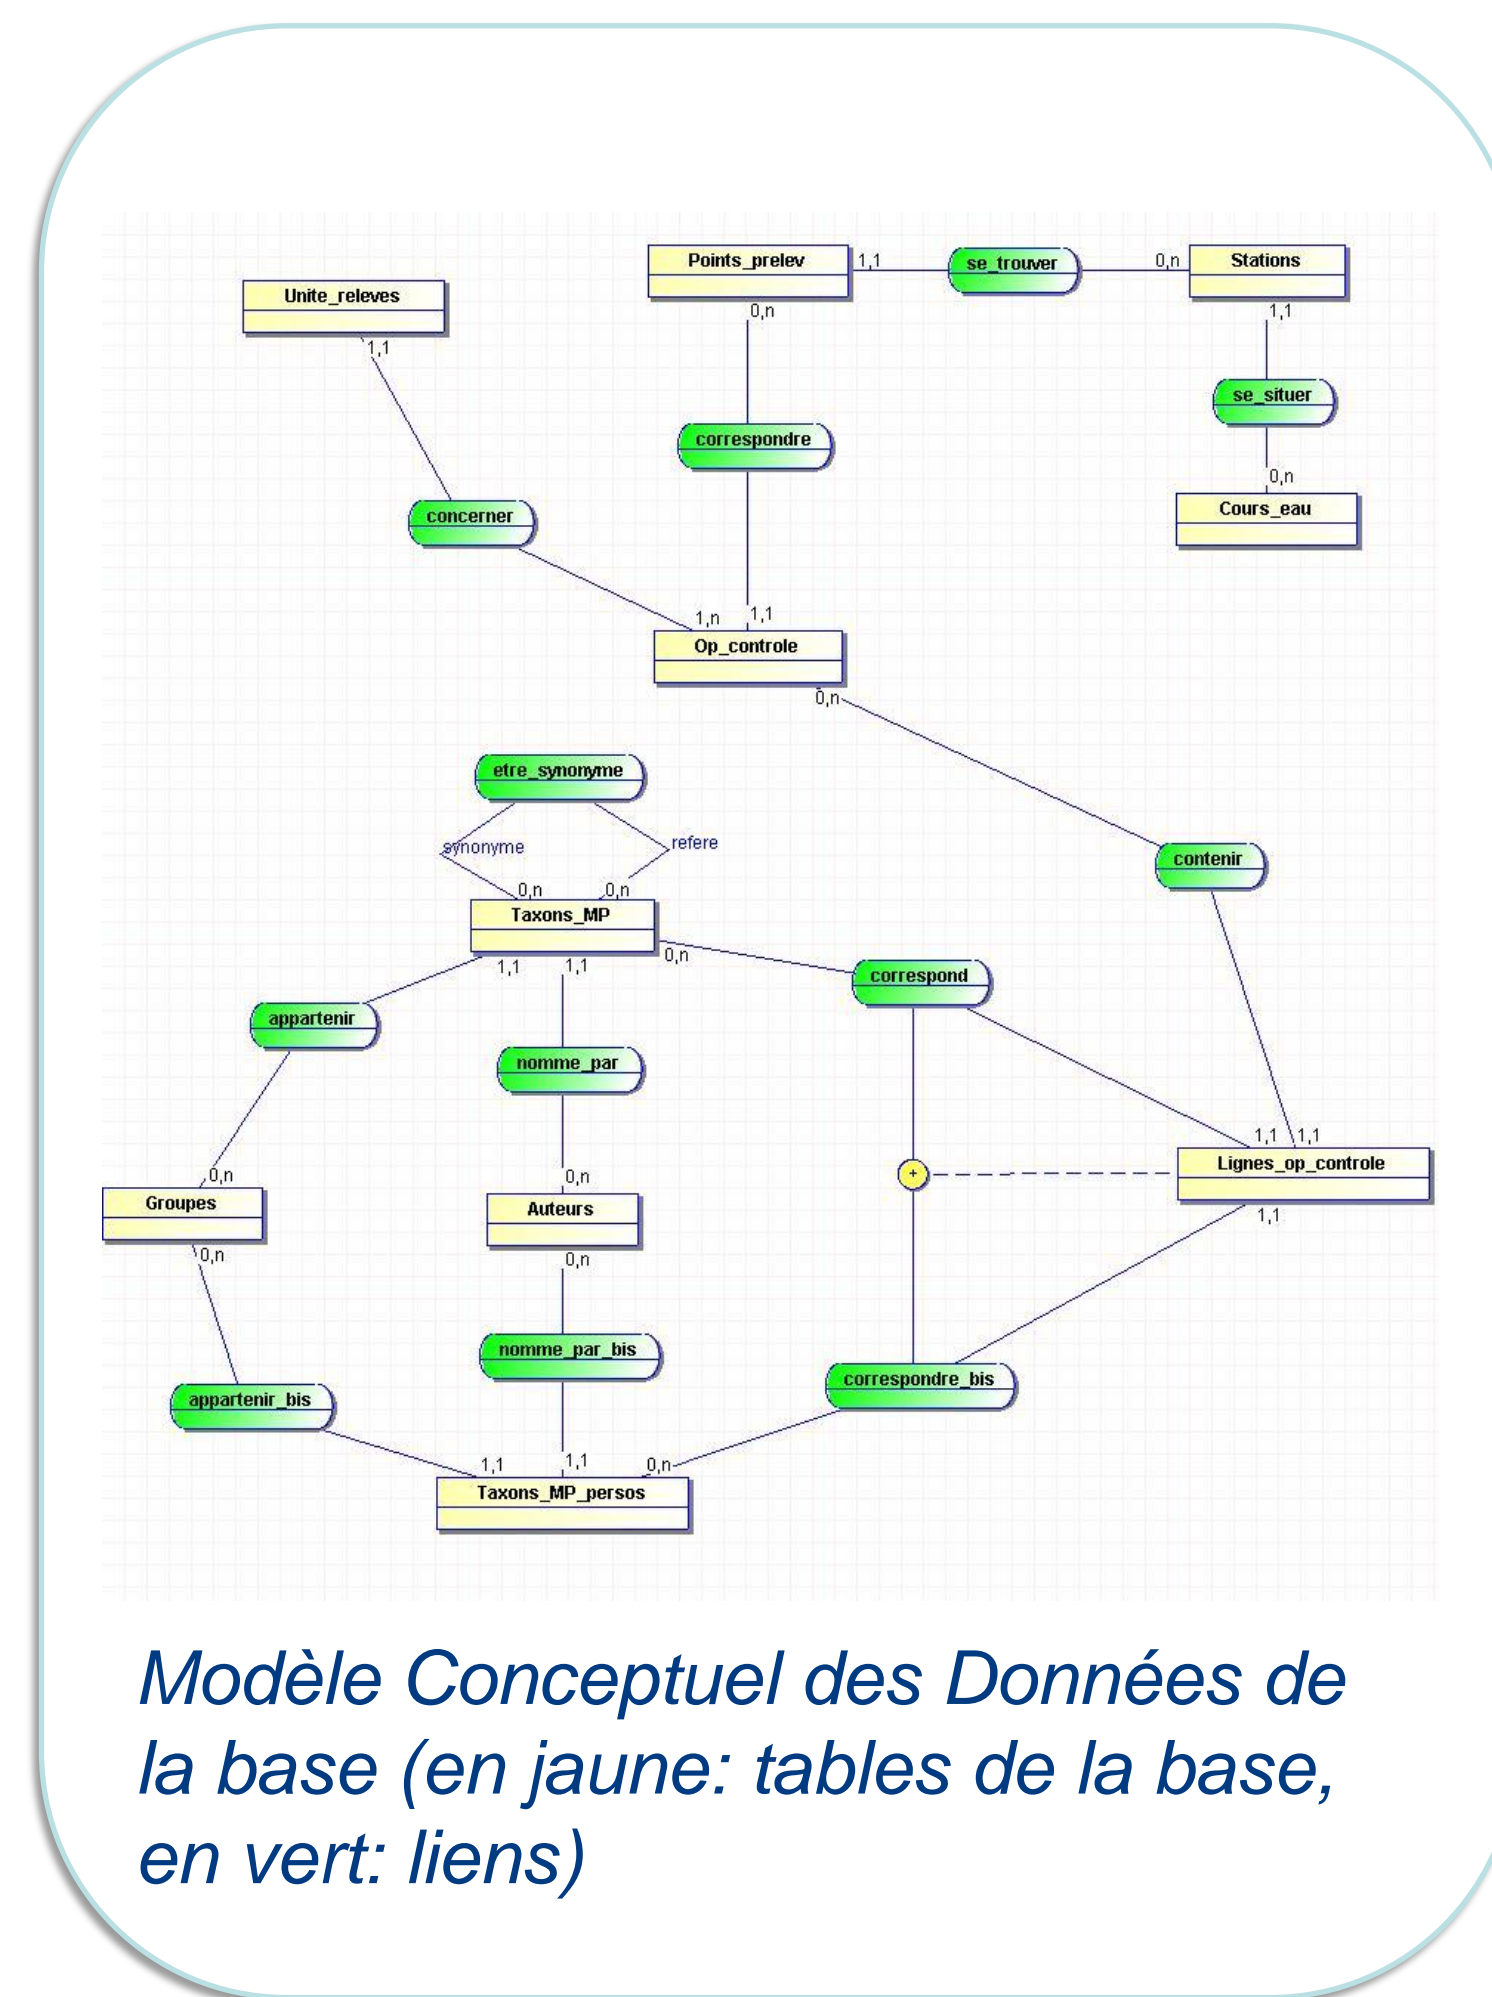 Points_prelev
1,1
se_trouver
0,n
Stations
Unite_releves
1,1
0,n
1,1
se_situer
correspondre
0,n
Cours_eau
concerner
1,n
1,1
Op_controle
0,n
etre_synonyme
synonyme
refere
contenir
0,n
0,n
Taxons_MP
1,1
1,1
0,n
correspond
appartenir
nomme_par
1,1
1,1
0,n
0,n
+
Lignes_op_controle
Groupes
Auteurs
1,1
0,n
0,n
nomme_par_bis
correspondre_bis
appartenir_bis
1,1
1,1
0,n
Taxons_MP_persos
Modèle Conceptuel des Données de
la base (en jaune: tables de la base,
en vert: liens)